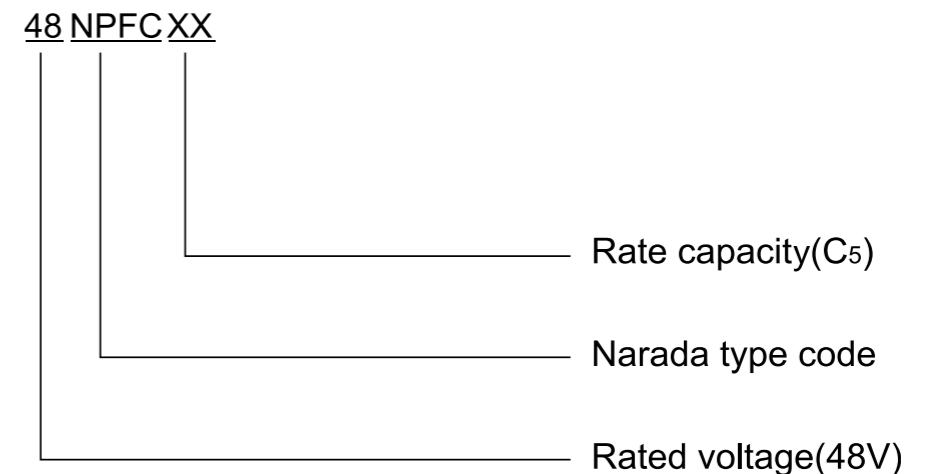 48 NPFC XX
Rate capacity(C5)
Narada type code
Rated voltage(48V)